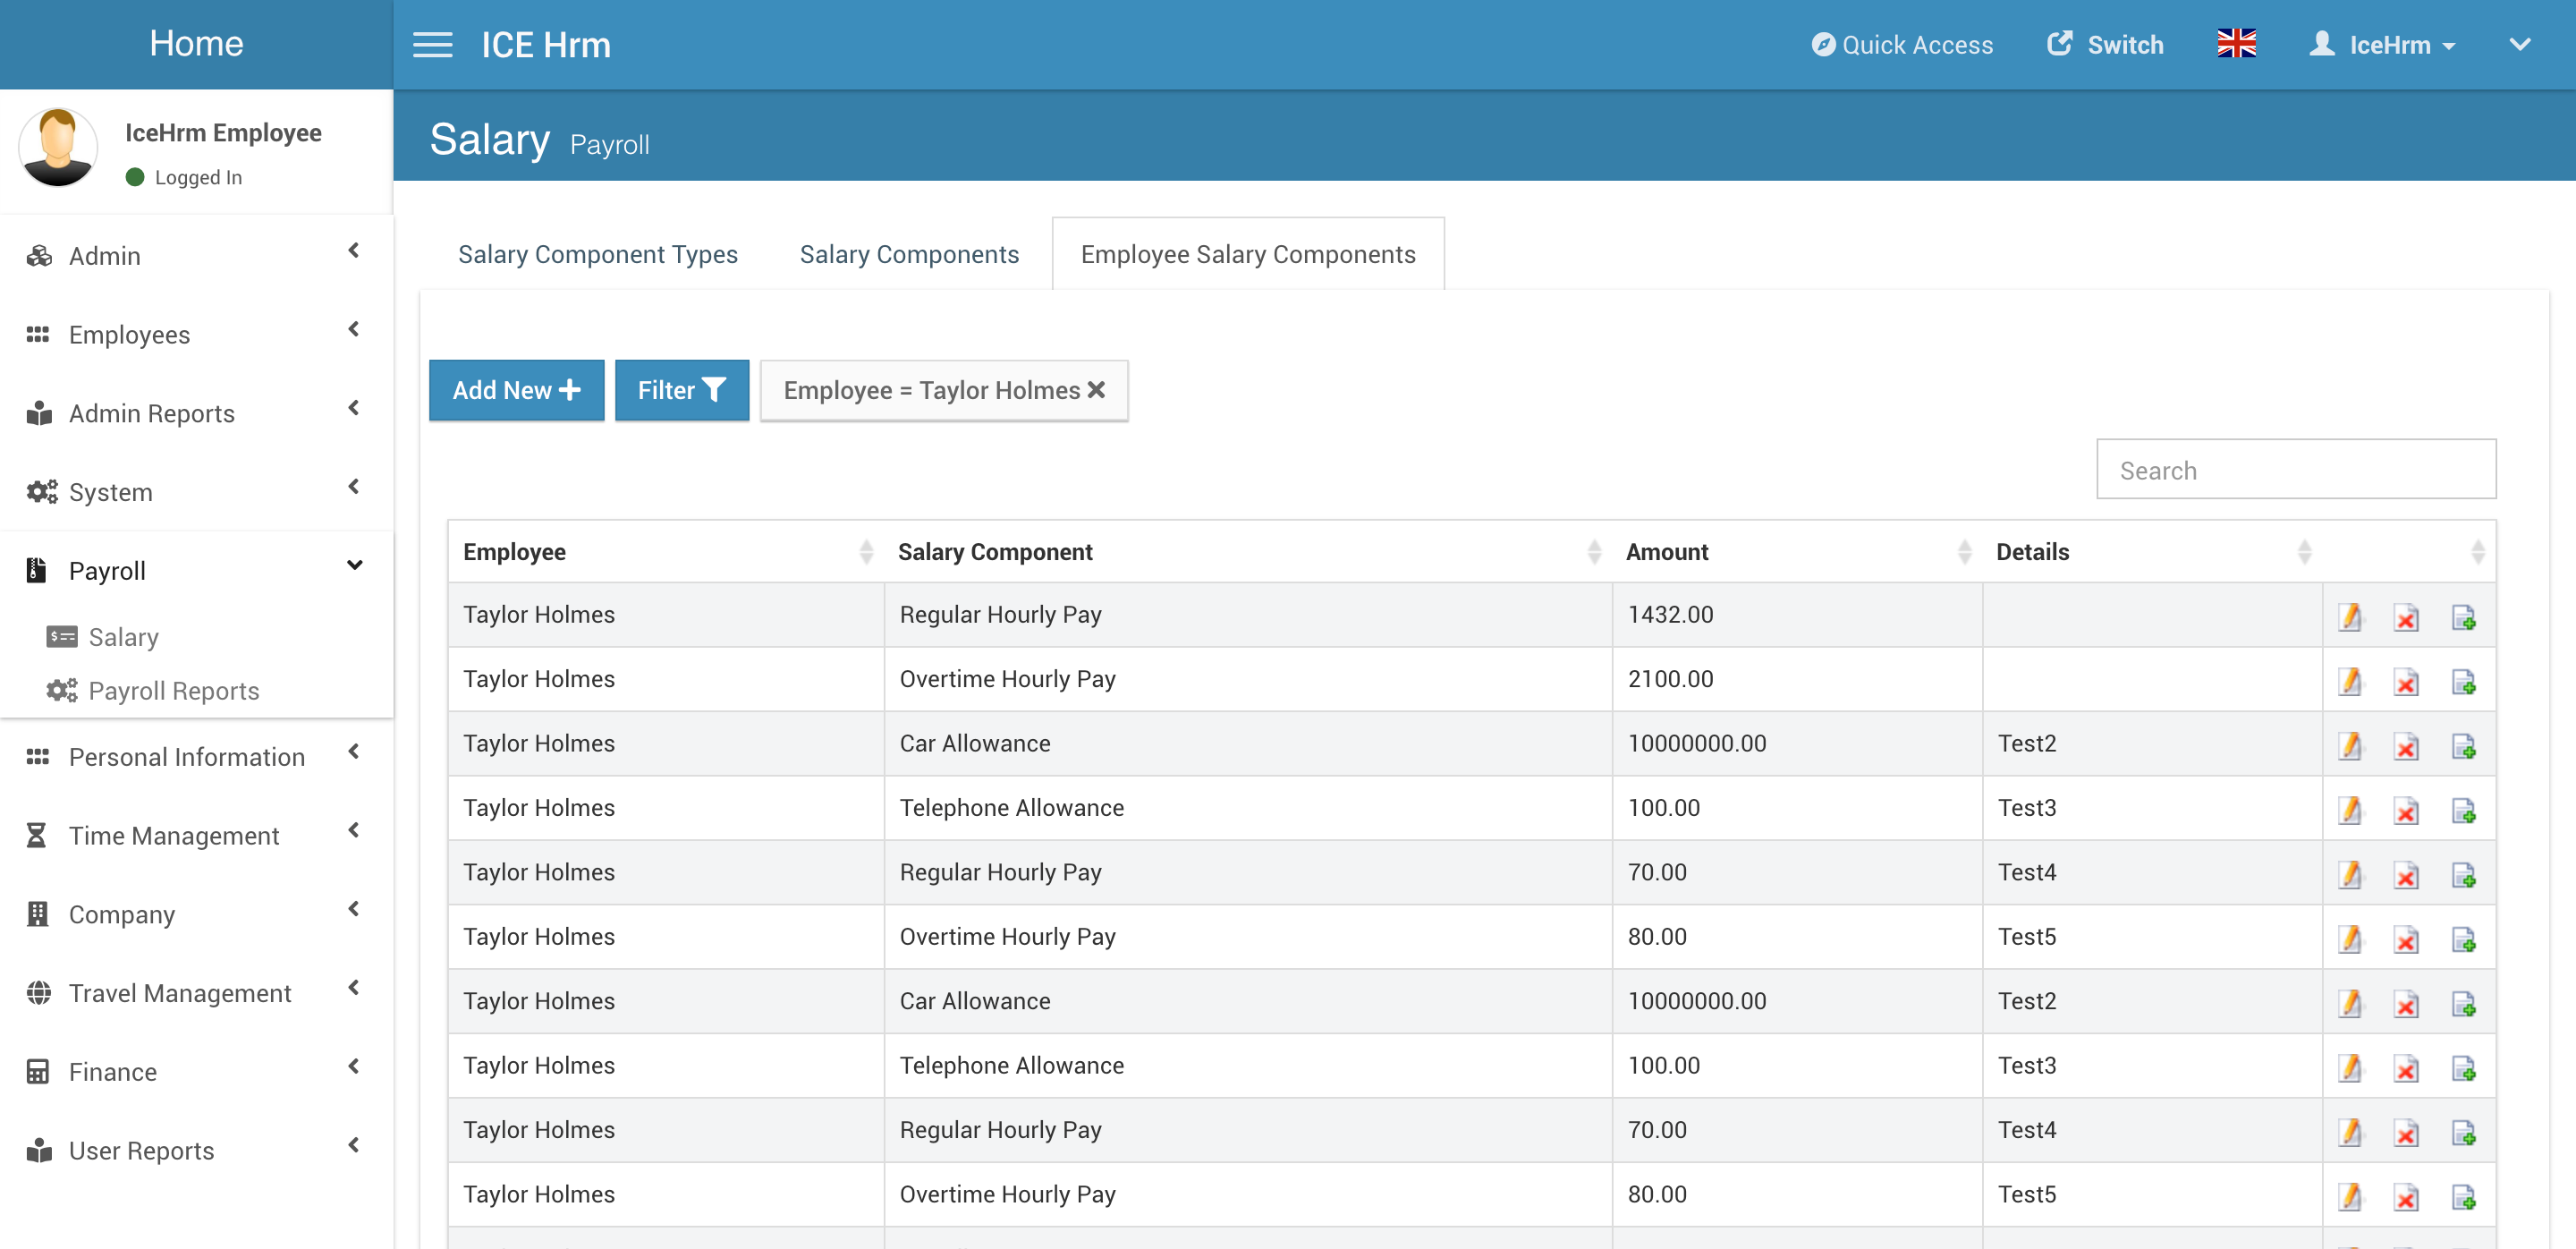 Home
ICE Hrm
Quick Access
Switch
IceHrm
IceHrm Employee
Logged In
Salary Payroll
Admin
Employees
Admin Reports
System
Payroll
Salary
Payroll Reports
Personal Information
Time Management
Company
Travel Management
Finance
User Reports
Salary Component Types
Salary Components
Employee Salary Components
Add New
Filter
Employee = Taylor Holmes
Search
Employee Salary Component Amount Details
Taylor Holmes Regular Hourly Pay 1432.00
Taylor Holmes Overtime Hourly Pay 2100.00
Taylor Holmes Car Allowance 10000000.00 Test2
Taylor Holmes Telephone Allowance 100.00 Test3
Taylor Holmes Regular Hourly Pay 70.00 Test4
Taylor Holmes Overtime Hourly Pay 80.00 Test5
Taylor Holmes Car Allowance 10000000.00 Test2
Taylor Holmes Telephone Allowance 100.00 Test3
Taylor Holmes Regular Hourly Pay 70.00 Test4
Taylor Holmes Overtime Hourly Pay 80.00 Test5